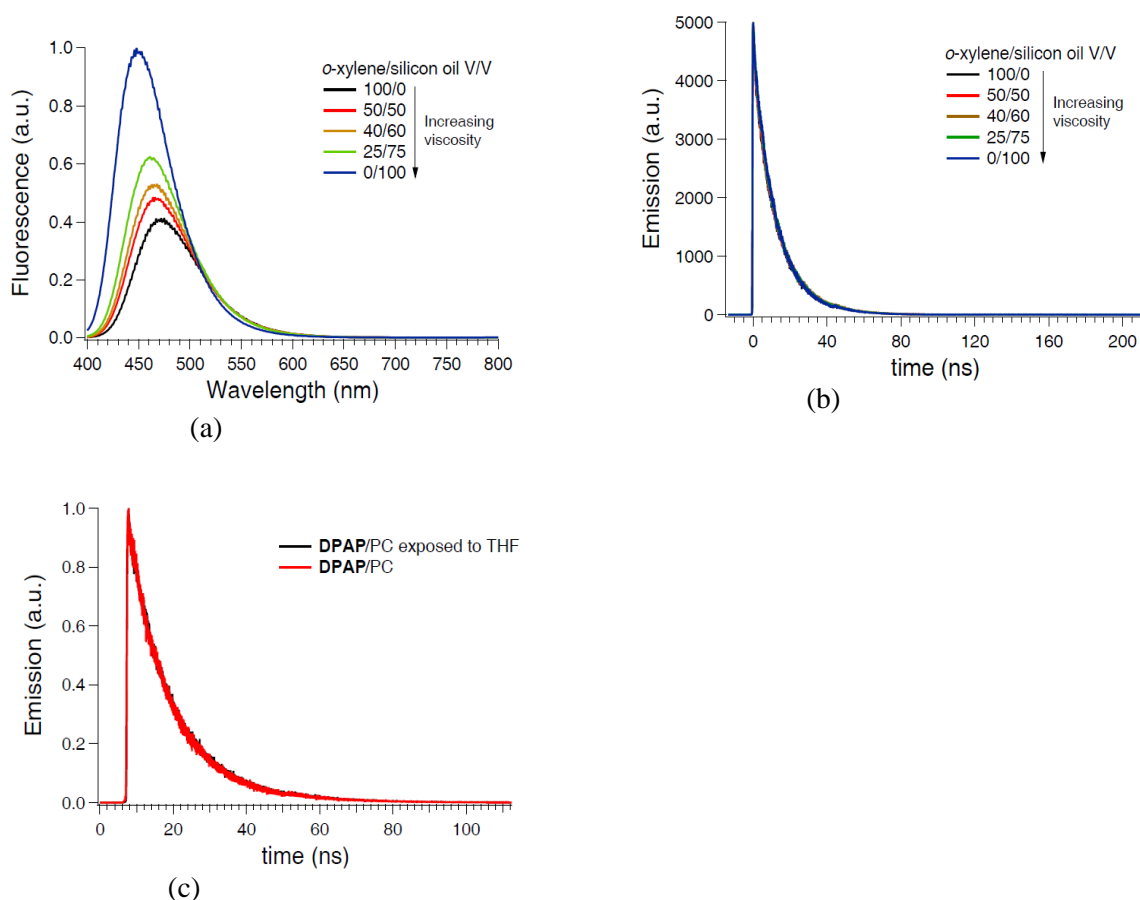 1.0
0.8
0.6
0.4
0.2
0.0
Fluorescence (a.u.)
o-xylene/silicon oil V/V
100/0
50/50
40/60
25/75
0/100
Increasing
viscosity
400 450 500 550 600 650 700 750 800
Wavelength (nm)
(a)
5000
4000
3000
2000
1000
0
Emission (a.u.)
o-xylene/silicon oil V/V
100/0
50/50
40/60
25/75
0/100
Increasing
viscosity
0 40 80 120 160 200
time (ns)
(b)
1.0
0.8
0.6
0.4
0.2
0.0
Emission (a.u.)
DPAP/PC exposed to THF
DPAP/PC
0 20 40 60 80 100
time (ns)
(c)